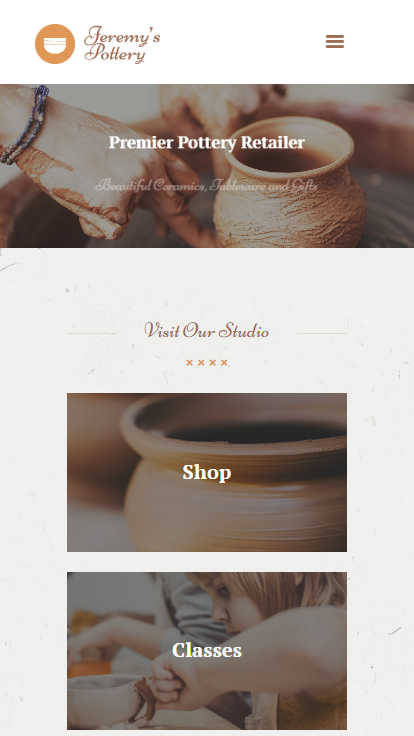 Jeremy's
Pottery
Premier Pottery Retailer
Beautiful Ceramics, Tableware and Gifts
Visit Our Studio
Shop
Classes